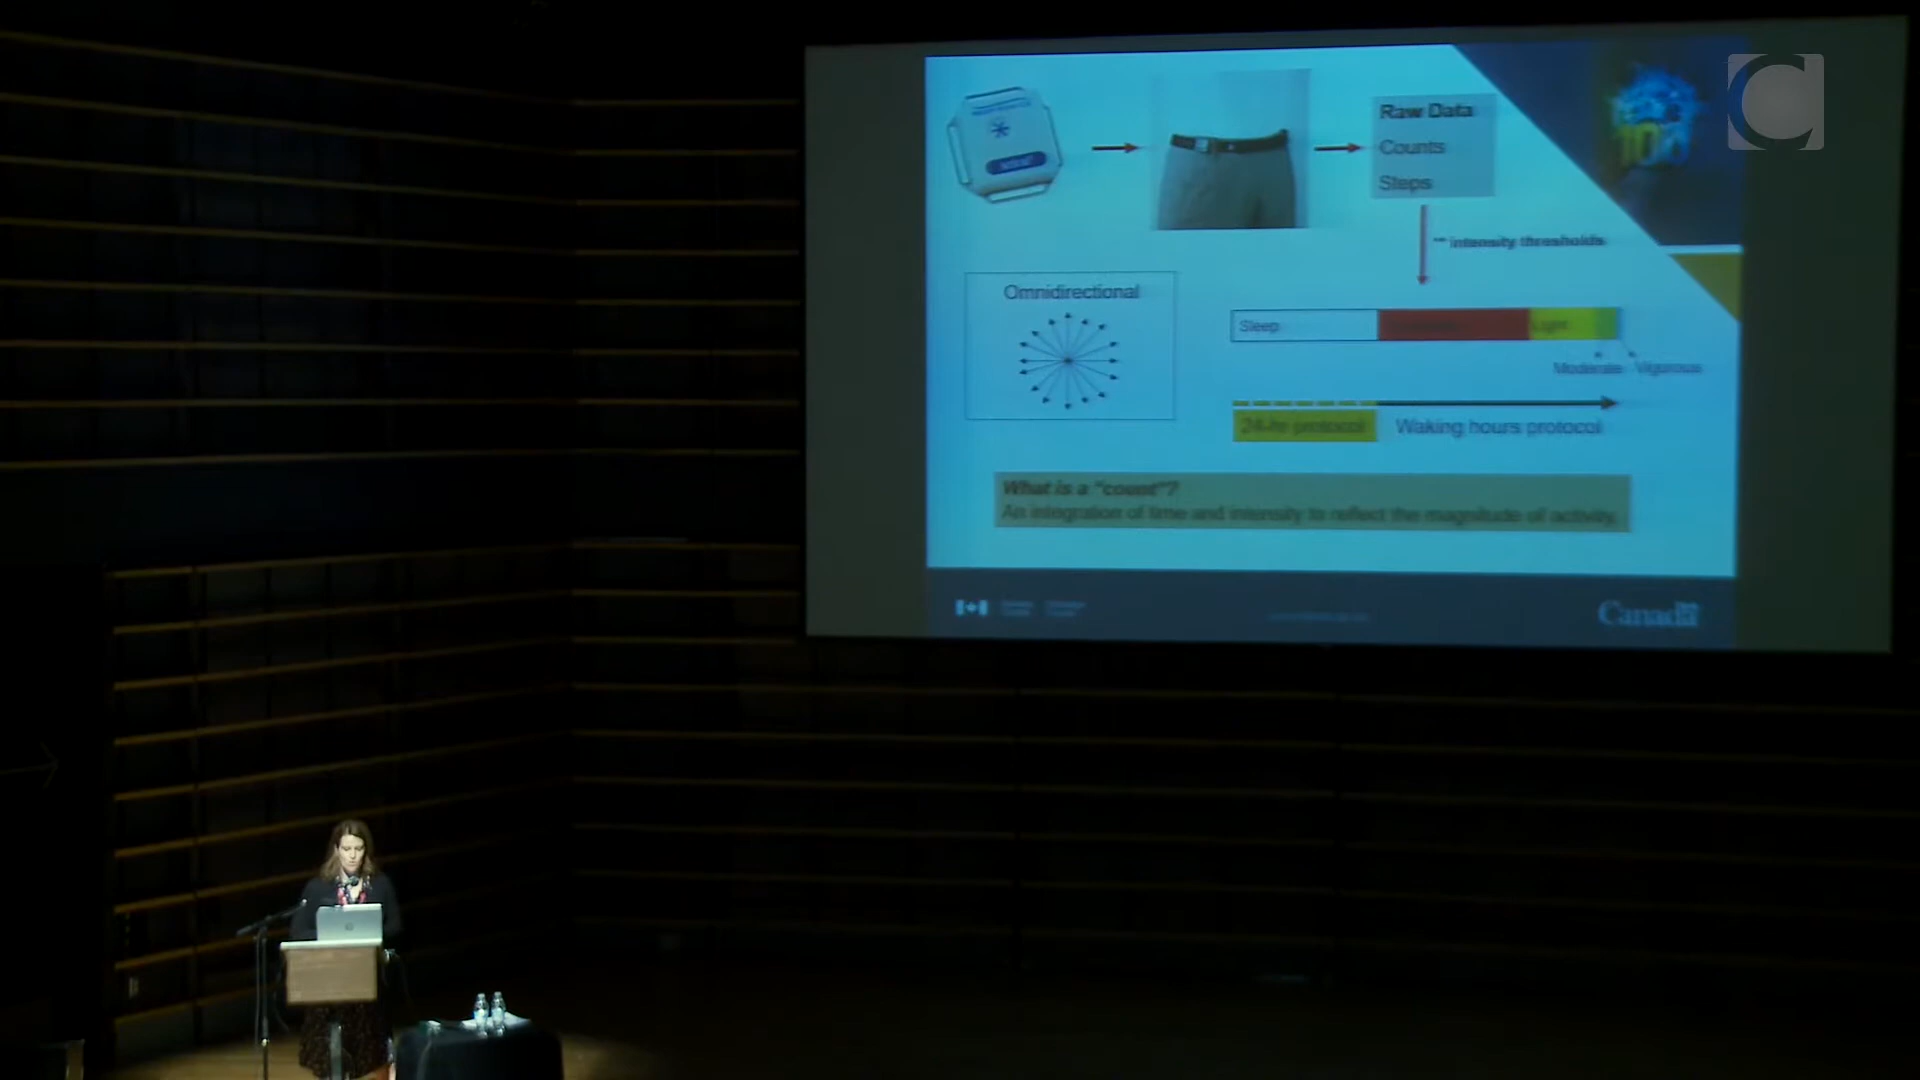 Raw Data
Counts
Steps
intensity thresholds
Omnidirectional
Sleep
Light
Moderate Vigorous
24-hr protocol
Waking hours protocol
What is a "count"?
An integration of time and intensity to reflect the magnitude of activity.
Canada
C
100